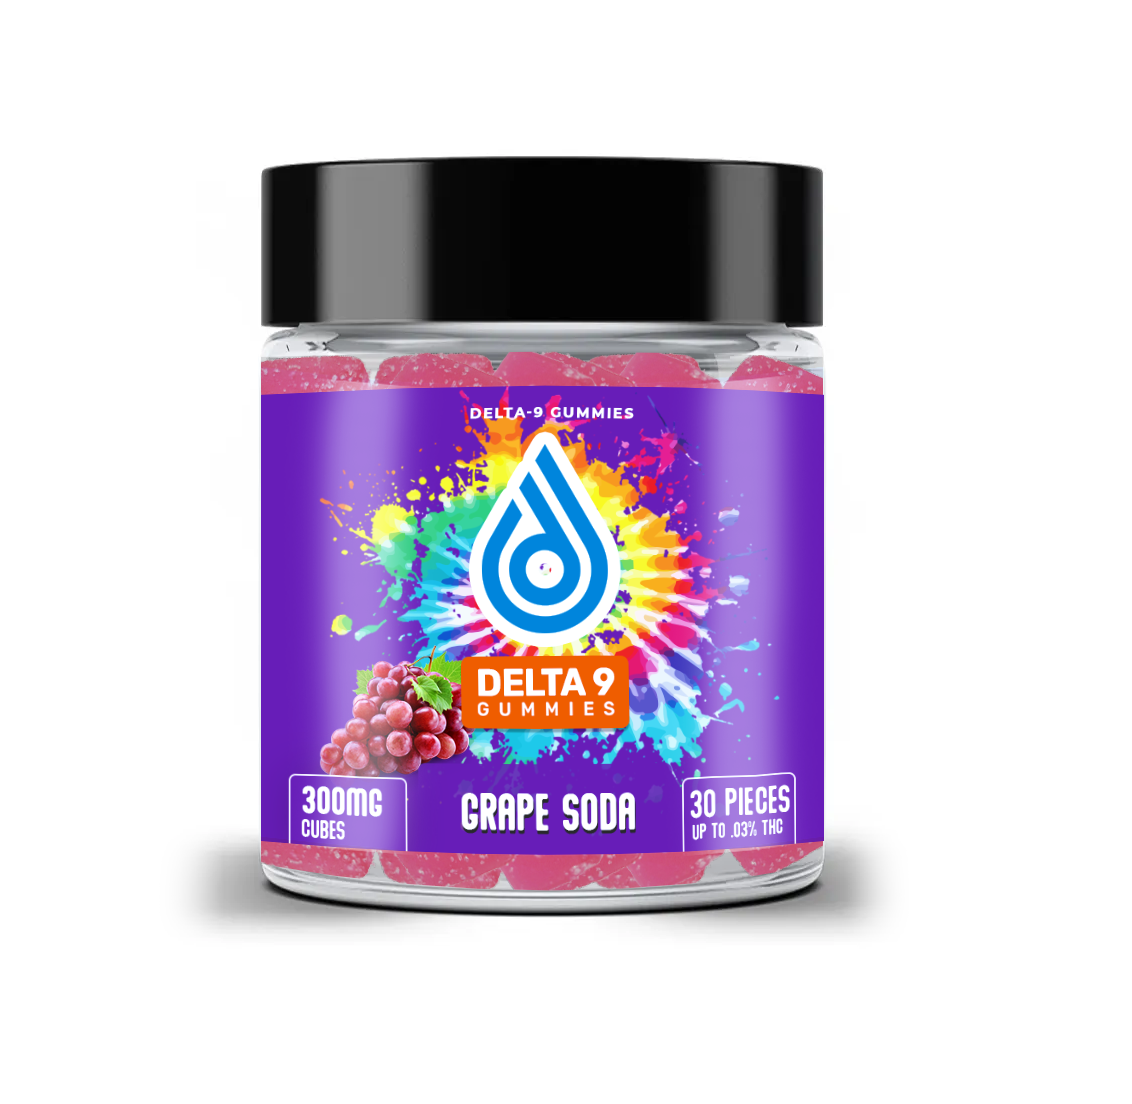 DELTA-9 GUMMIES
DELTA 9
GUMMIES
300MG
CUBES
GRAPE SODA
30 PIECES
UP TO .03% THC